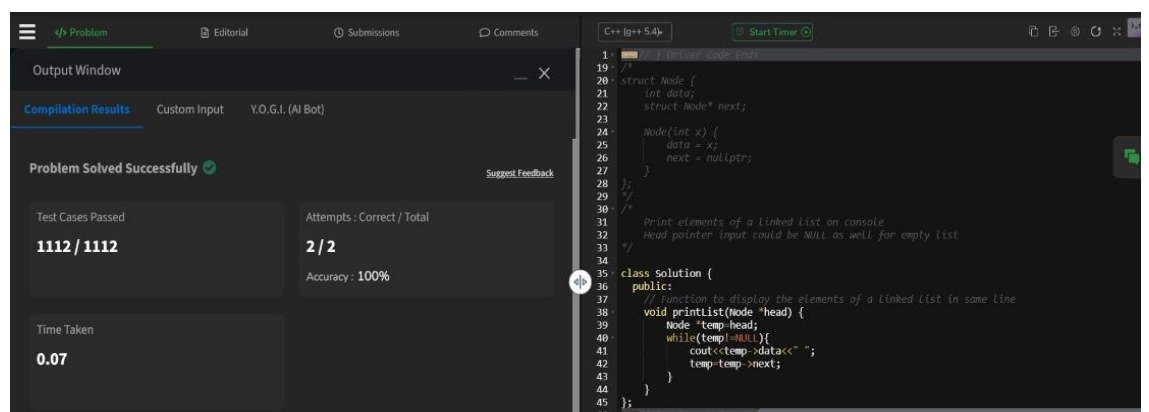 </> Problem
Editorial
Submissions
Comments
Output Window
Compilation Results
Custom Input
Y.O.G.I. (AI Bot)
Problem Solved Successfully
Suggest Feedback
Test Cases Passed
1112 / 1112
Attempts : Correct / Total
2 / 2
Accuracy : 100%
Time Taken
0.07
C++ (g++ 5.4)
Start Timer
1 // } Driver Code Ends
19 /*
20 struct Node {
21     int data;
22     struct Node* next;
23
24     Node(int x) {
25         data = x;
26         next = nullptr;
27     }
28 };
29 */
30 /*
31     Print elements of a linked list on console
32     Head pointer input could be NULL as well for empty list
33 */
34
35 class Solution {
36   public:
37     // Function to display the elements of a linked list in same line
38     void printList(Node *head) {
39         Node *temp=head;
40         while(temp!=NULL){
41             cout<<temp->data<<" ";
42             temp=temp->next;
43         }
44     }
45 };